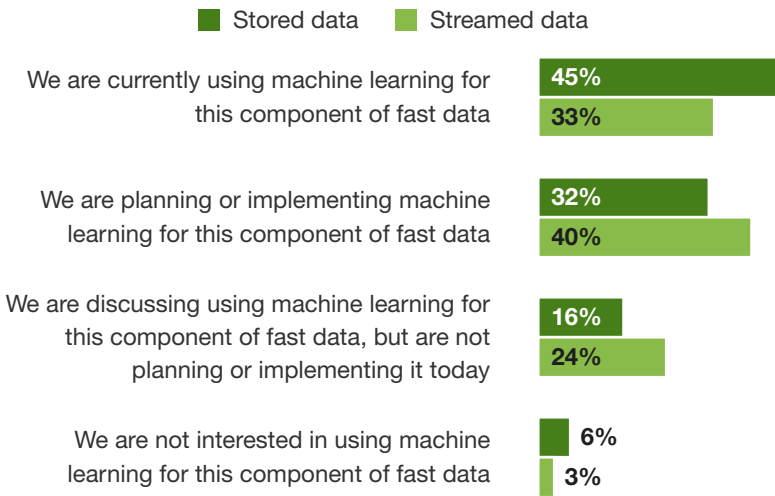 Stored data Streamed data
We are currently using machine learning for
this component of fast data
45%
33%
We are planning or implementing machine
learning for this component of fast data
32%
40%
We are discussing using machine learning for
this component of fast data, but are not
planning or implementing it today
16%
24%
We are not interested in using machine
learning for this component of fast data
6%
3%